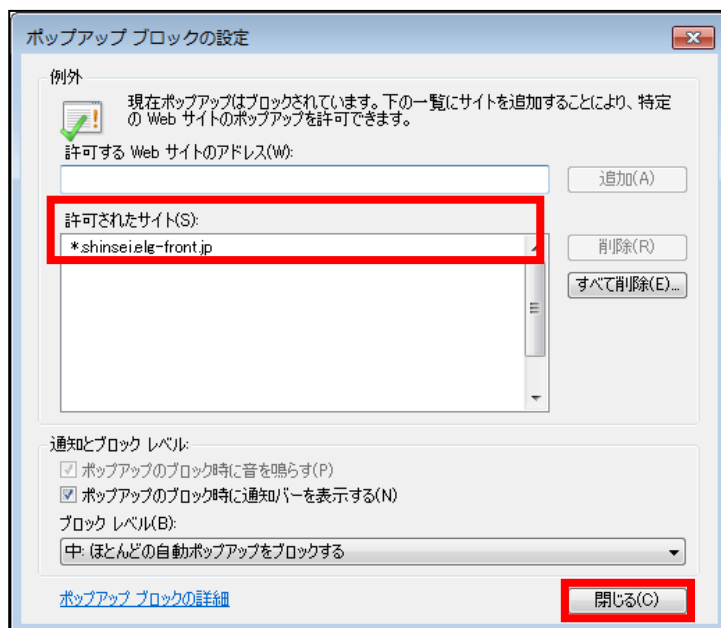 ポップアップ ブロックの設定
例外
現在ポップアップはブロックされています。下の一覧にサイトを追加することにより、特定
の Web サイトのポップアップを許可できます。
許可する Web サイトのアドレス(W):
追加(A)
許可されたサイト(S):
*.shinsei.elg-front.jp
削除(R)
すべて削除(E)...
通知とブロック レベル:
ポップアップのブロック時に音を鳴らす(P)
ポップアップのブロック時に通知バーを表示する(N)
ブロック レベル(B):
中: ほとんどの自動ポップアップをブロックする
ポップアップ ブロックの詳細
閉じる(C)